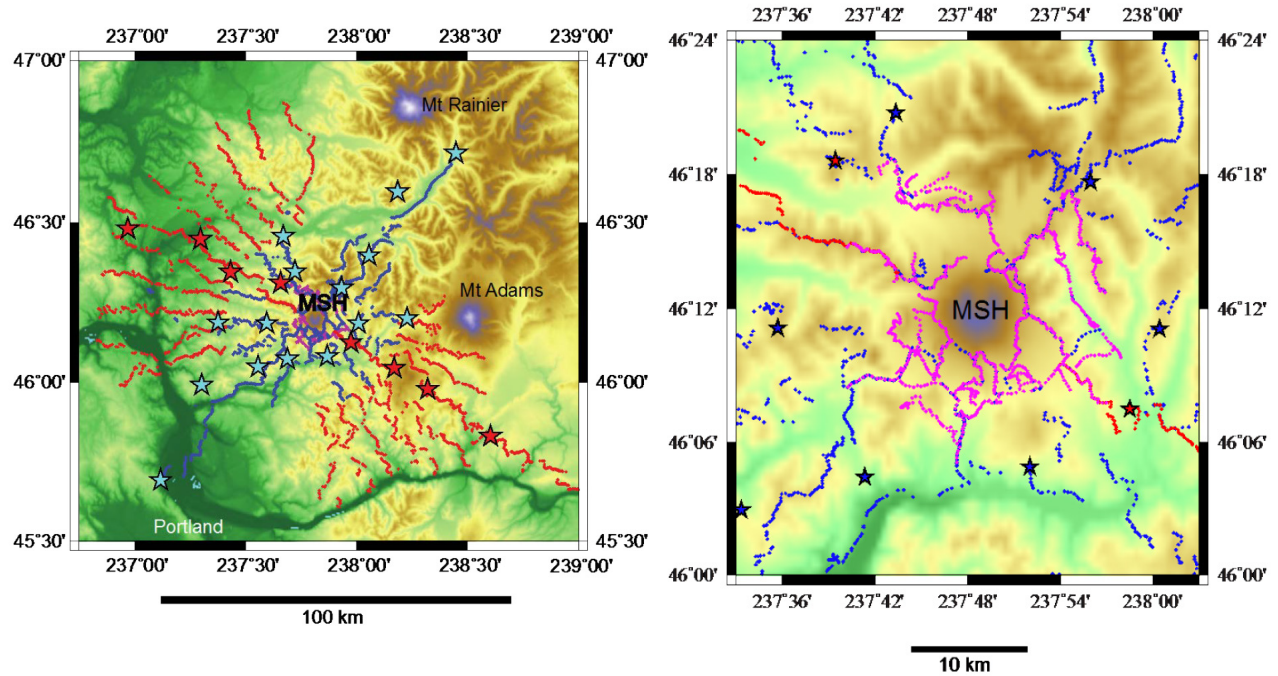 237°00' 237°30' 238°00' 238°30' 239°00'
47°00' 47°00'
Mt Rainier
46°30' 46°30'
MSH
Mt Adams
46°00' 46°00'
Portland
45°30' 45°30'
237°00' 237°30' 238°00' 238°30' 239°00'
100 km
237°36' 237°42' 237°48' 237°54' 238°00'
46°24' 46°24'
46°18' 46°18'
46°12' 46°12'
MSH
46°06' 46°06'
46°00' 46°00'
237°36' 237°42' 237°48' 237°54' 238°00'
10 km